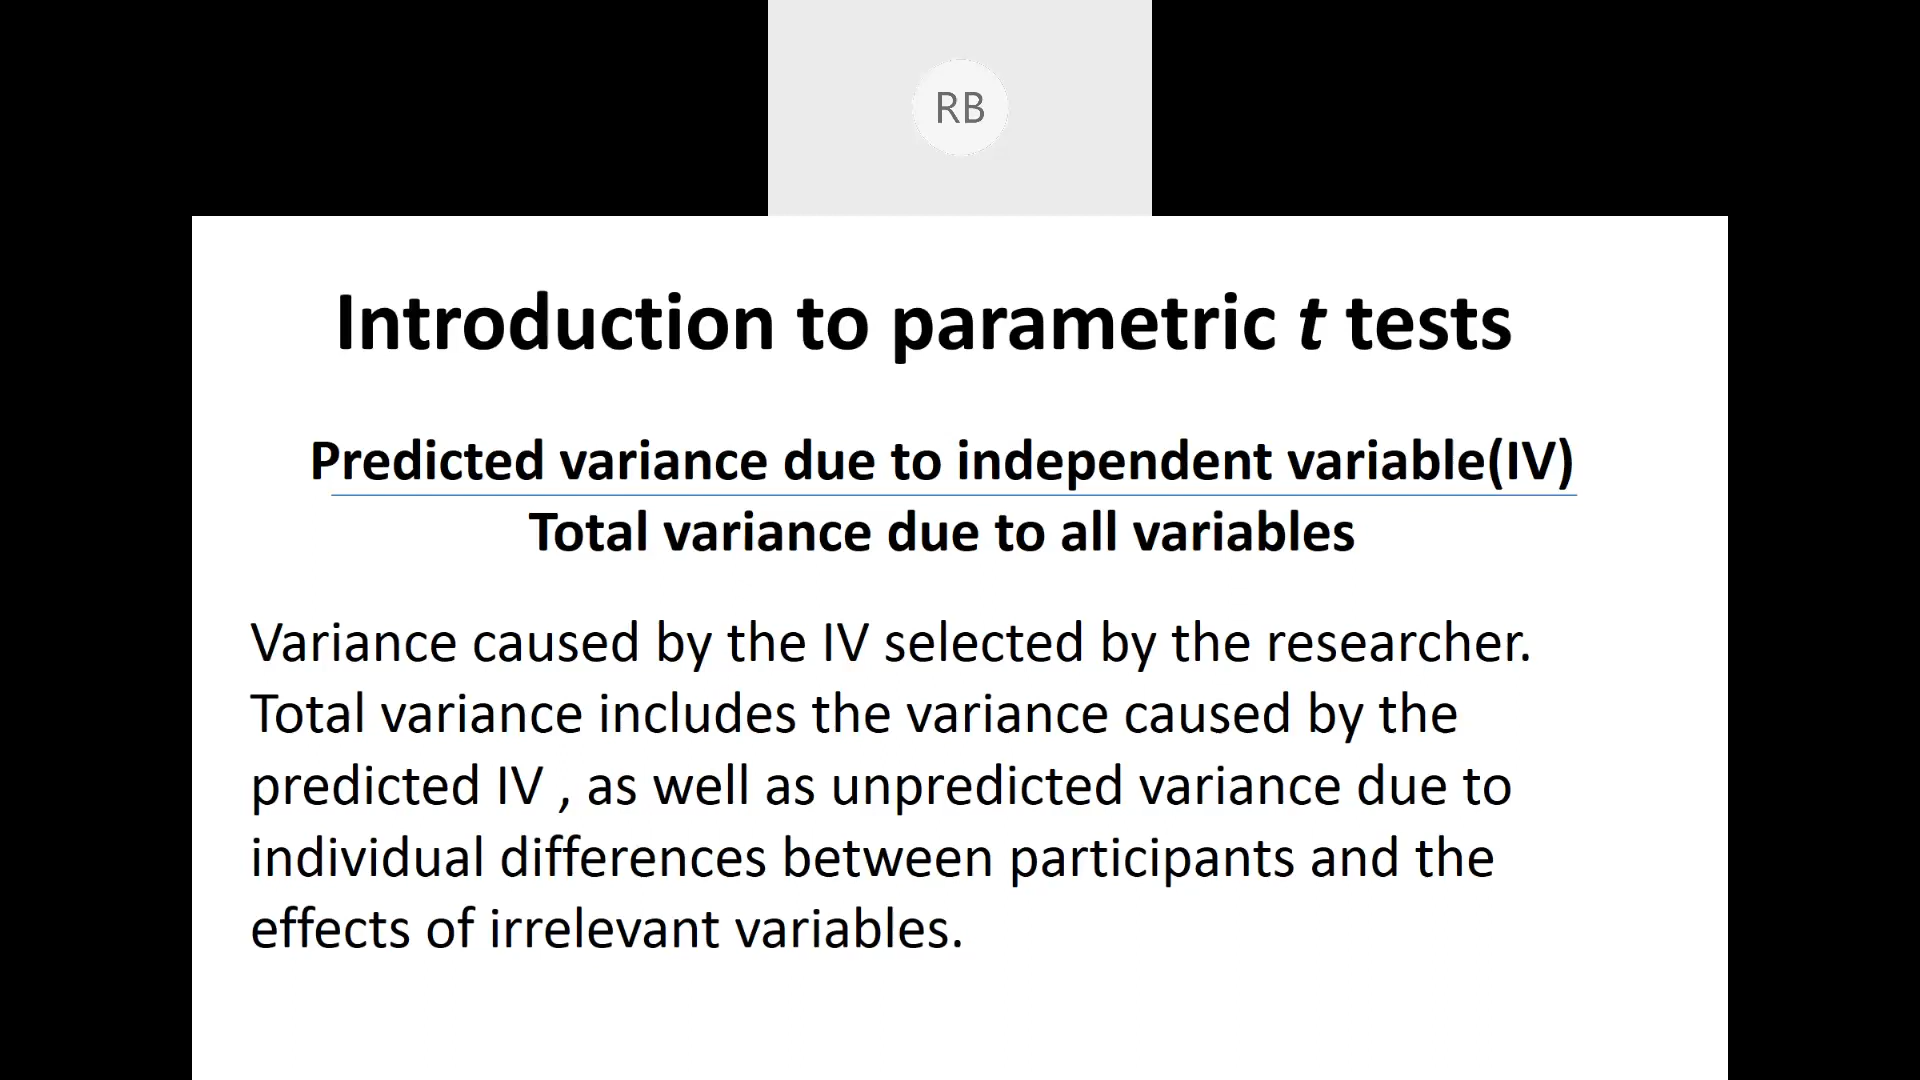 RB
Introduction to parametric t tests
Predicted variance due to independent variable(IV)
Total variance due to all variables
Variance caused by the IV selected by the researcher.
Total variance includes the variance caused by the
predicted IV , as well as unpredicted variance due to
individual differences between participants and the
effects of irrelevant variables.